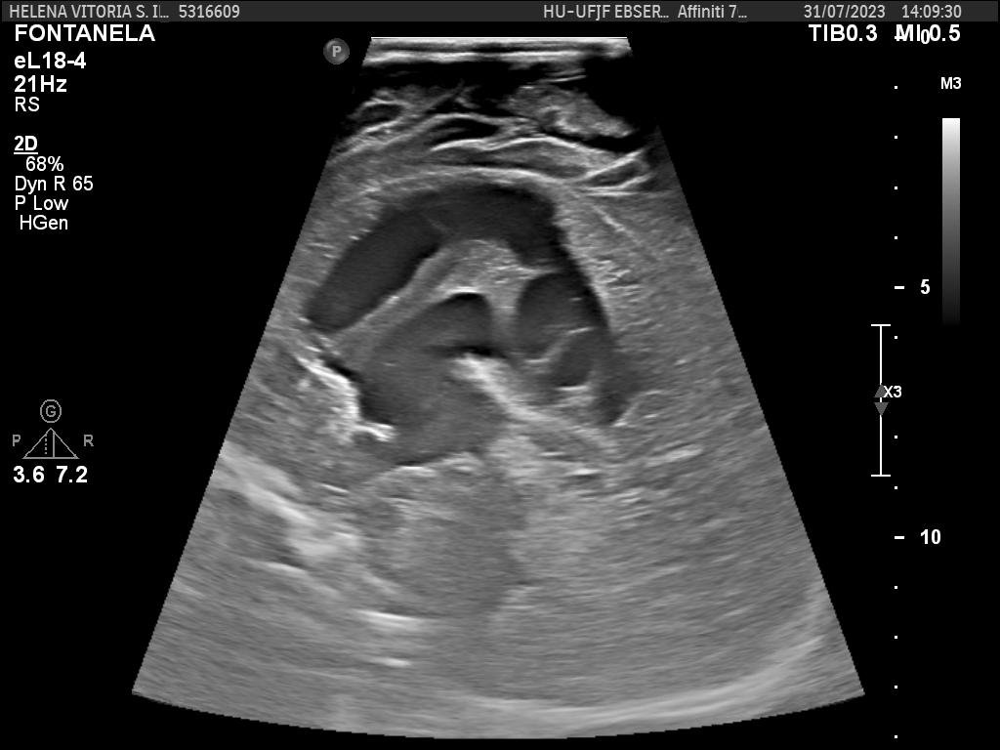 HELENA VITORIA S. I... 5316609 HU-UFJF EBSER... Affiniti 7... 31/07/2023 14:09:30
FONTANELA TIB0.3 MI0.5
0
eL18-4
21Hz
RS
M3
2D
68%
Dyn R 65
P Low
HGen
P
5
X3
G
P R
3.6 7.2
10